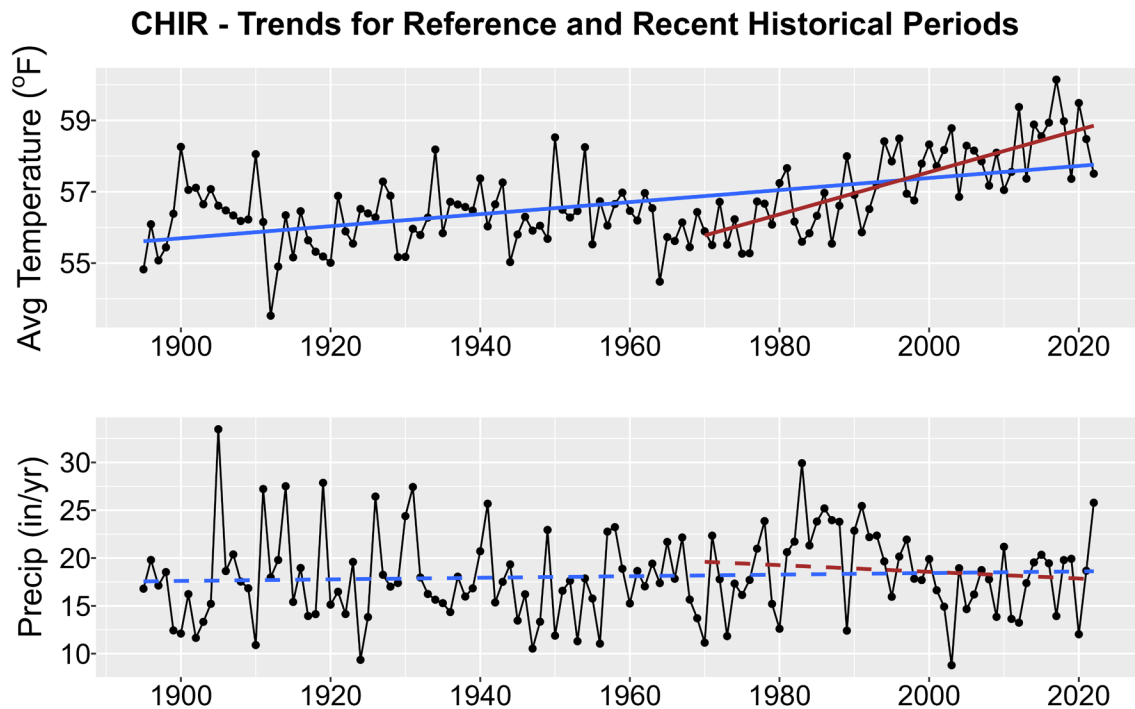 CHIR - Trends for Reference and Recent Historical Periods
Avg Temperature (°F)
59
57
55
1900 1920 1940 1960 1980 2000 2020
Precip (in/yr)
30
25
20
15
10
1900 1920 1940 1960 1980 2000 2020